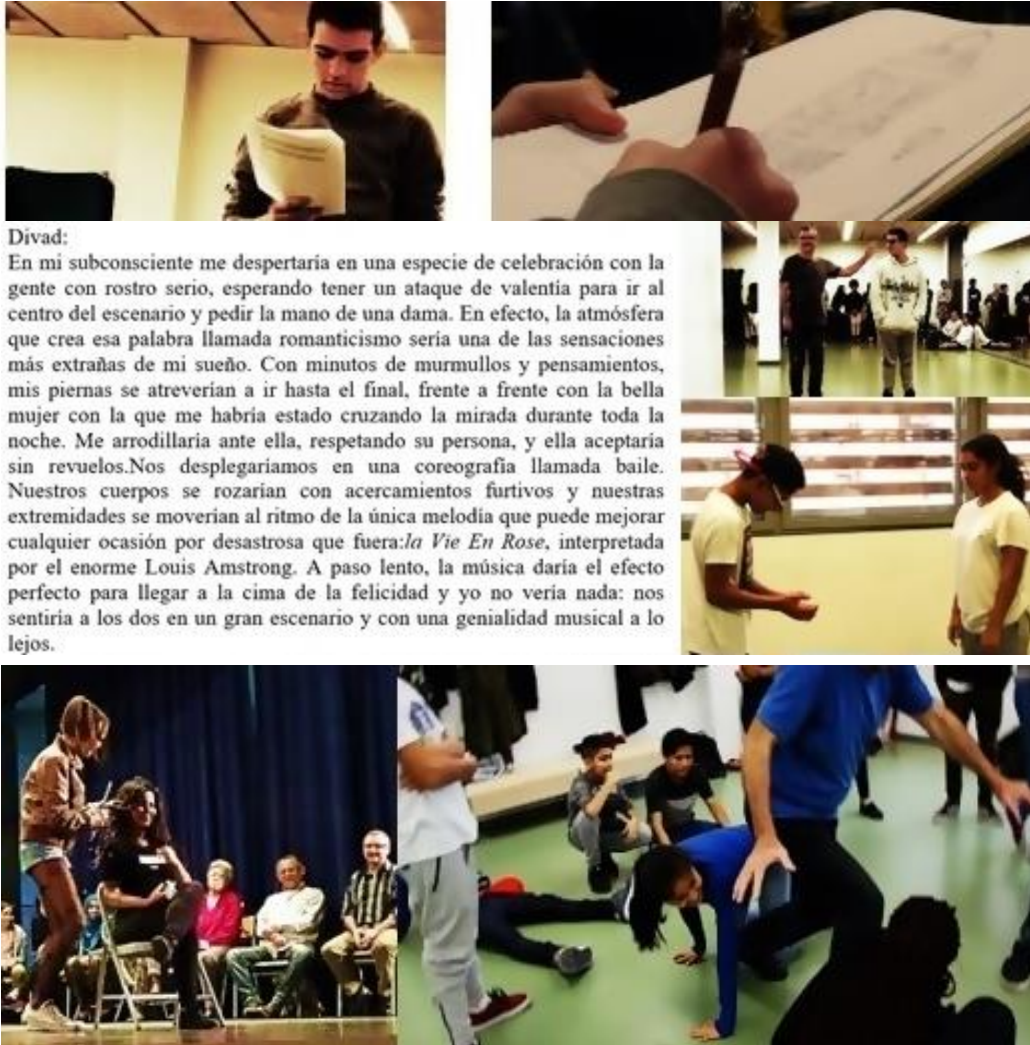 Divad:
En mi subconsciente me despertaría en una especie de celebración con la
gente con rostro serio, esperando tener un ataque de valentía para ir al
centro del escenario y pedir la mano de una dama. En efecto, la atmósfera
que crea esa palabra llamada romanticismo sería una de las sensaciones
más extrañas de mi sueño. Con minutos de murmullos y pensamientos,
mis piernas se atreverían a ir hasta el final, frente a frente con la bella
mujer con la que me habría estado cruzando la mirada durante toda la
noche. Me arrodillaría ante ella, respetando su persona, y ella aceptaría
sin revuelos.Nos desplegaríamos en una coreografía llamada baile.
Nuestros cuerpos se rozarían con acercamientos furtivos y nuestras
extremidades se moverían al ritmo de la única melodía que puede mejorar
cualquier ocasión por desastrosa que fuera:la Vie En Rose, interpretada
por el enorme Louis Amstrong. A paso lento, la música daría el efecto
perfecto para llegar a la cima de la felicidad y yo no vería nada: nos
sentiría a los dos en un gran escenario y con una genialidad musical a lo
lejos.